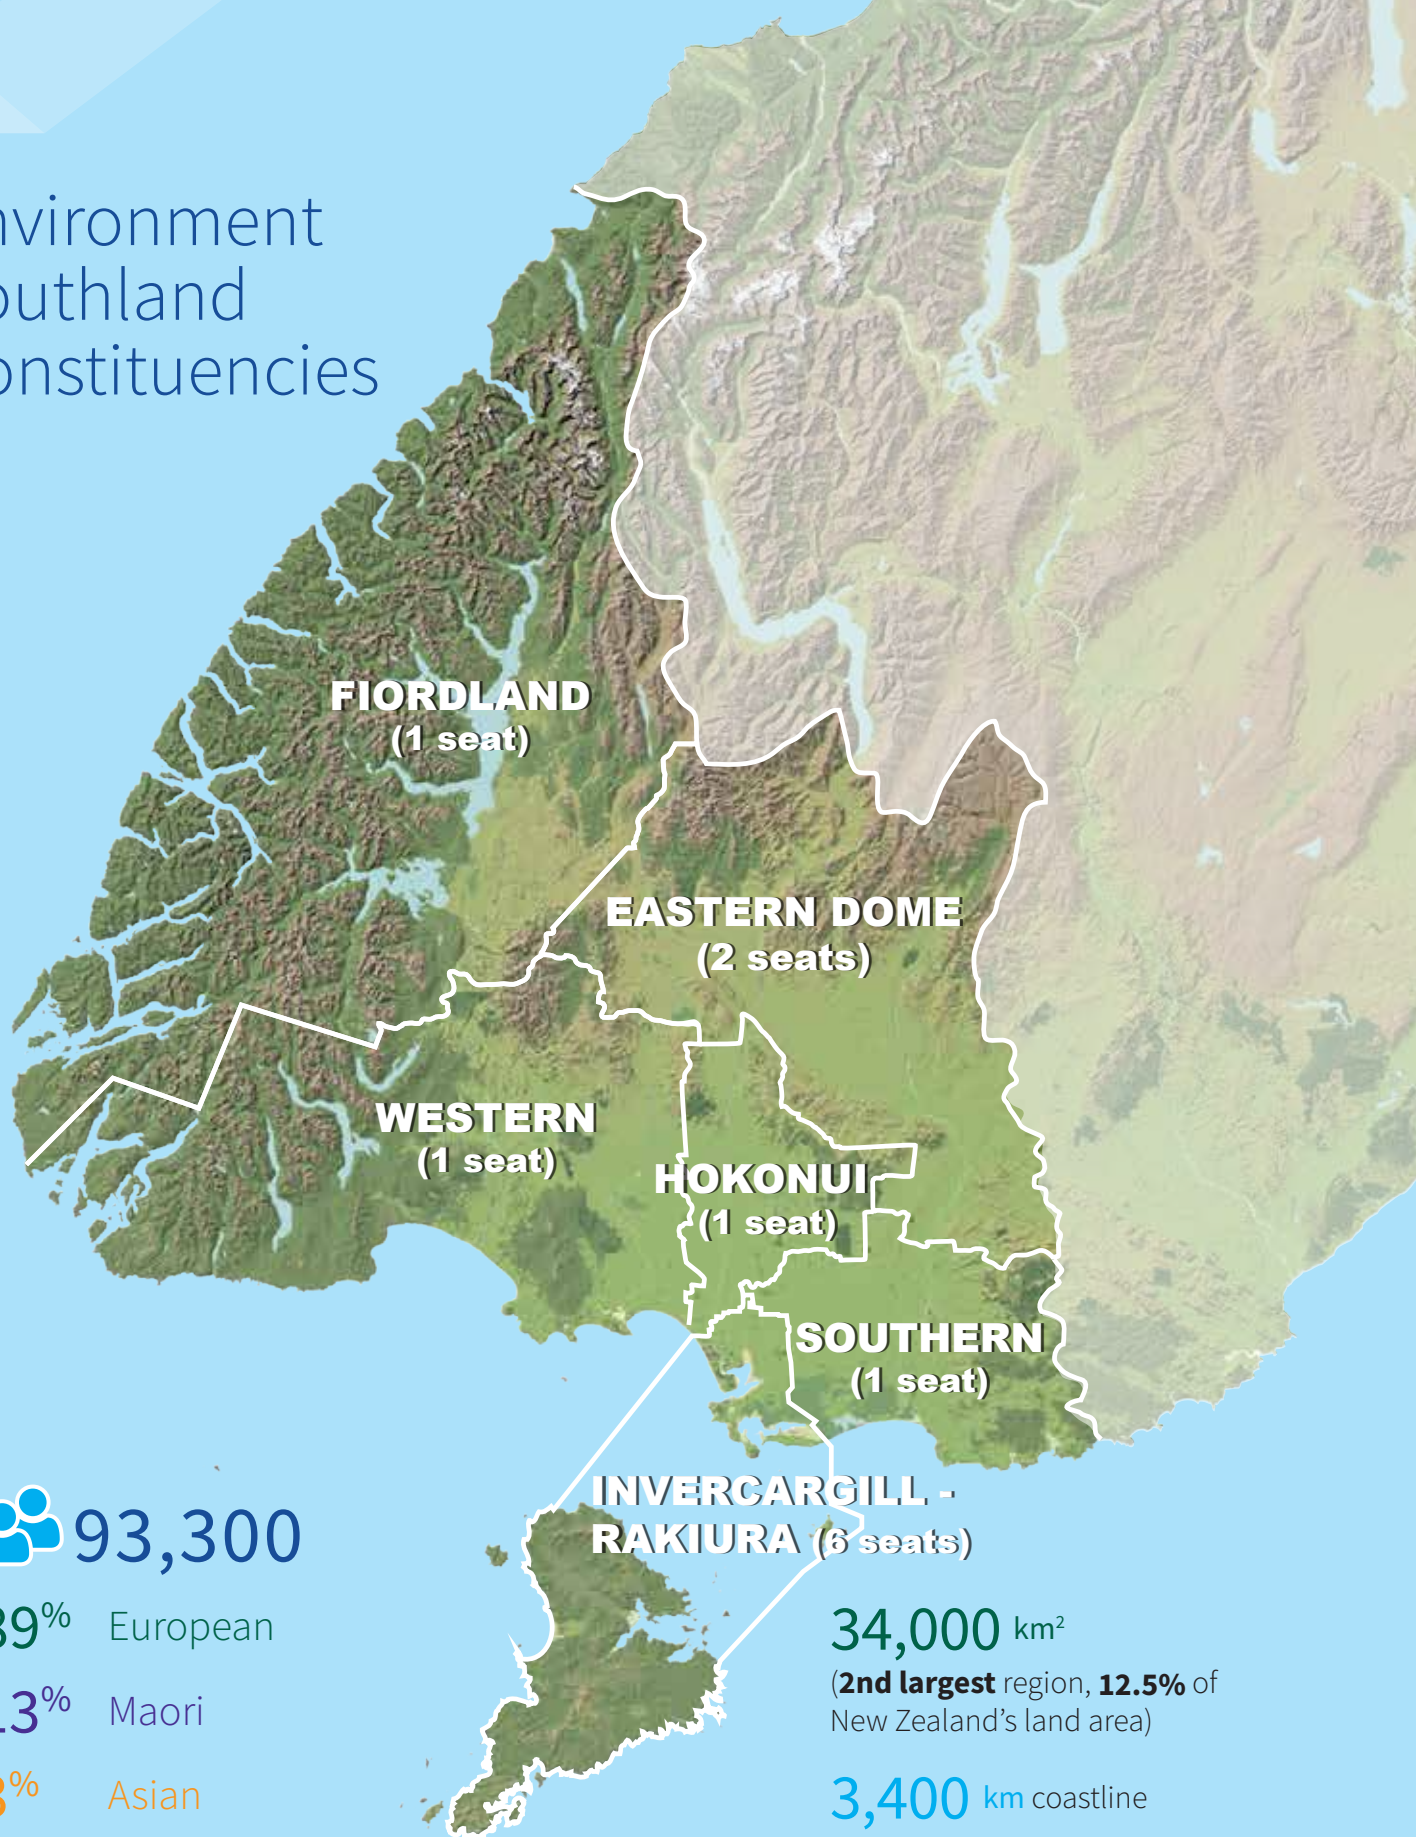 nvironment
outhland
onstituencies
FIORDLAND
(1 seat)
EASTERN DOME
(2 seats)
WESTERN
(1 seat)
HOKONUI
(1 seat)
SOUTHERN
(1 seat)
INVERCARGILL -
RAKIURA (6 seats)
93,300
89% European
13% Maori
3% Asian
34,000 km²
(2nd largest region, 12.5% of
New Zealand's land area)
3,400 km coastline